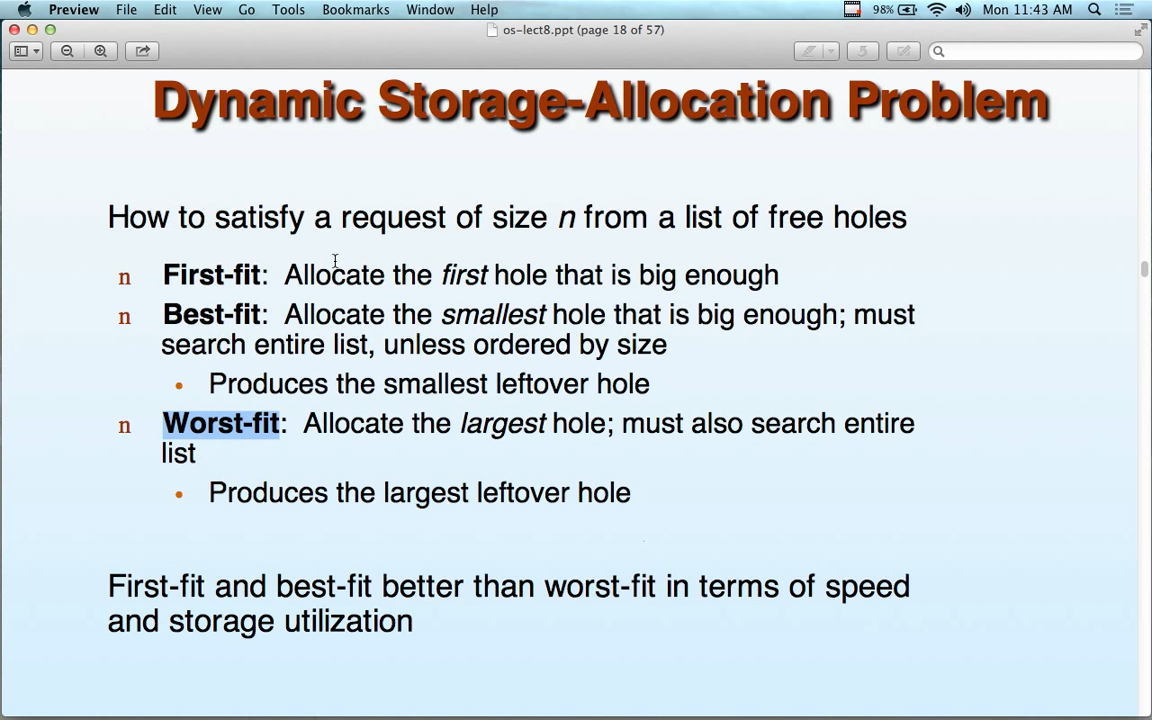 Preview File Edit View Go Tools Bookmarks Window Help 98% Mon 11:43 AM
os-lect8.ppt (page 18 of 57)
Dynamic Storage-Allocation Problem
How to satisfy a request of size n from a list of free holes
n First-fit: Allocate the first hole that is big enough
n Best-fit: Allocate the smallest hole that is big enough; must
search entire list, unless ordered by size
• Produces the smallest leftover hole
n Worst-fit: Allocate the largest hole; must also search entire
list
• Produces the largest leftover hole
First-fit and best-fit better than worst-fit in terms of speed
and storage utilization